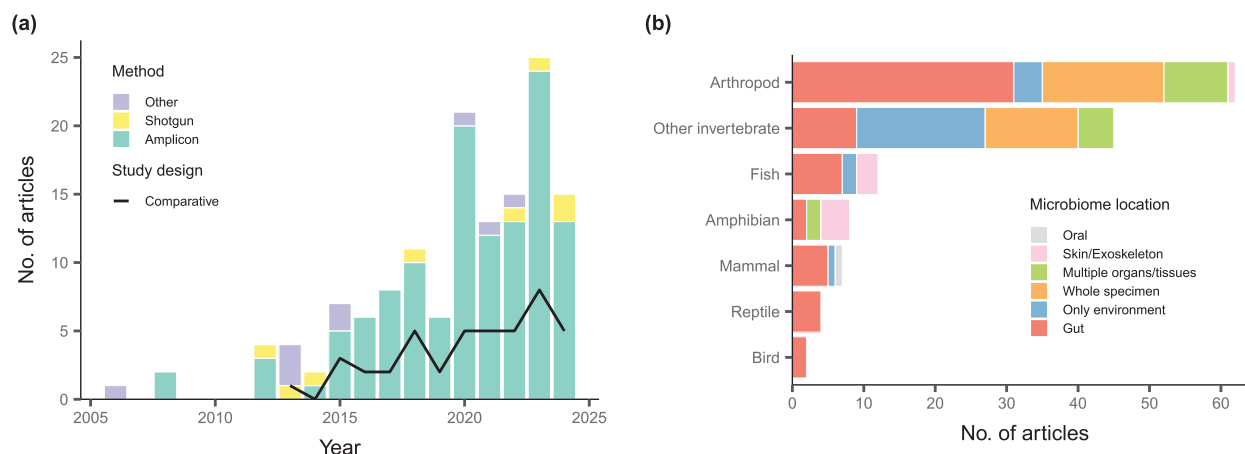 (a)
No. of articles
25
20
15
10
5
0
Method
Other
Shotgun
Amplicon
Study design
Comparative
2005
2010
2015
2020
2025
Year
(b)
Arthropod
Other invertebrate
Fish
Amphibian
Mammal
Reptile
Bird
Microbiome location
Oral
Skin/Exoskeleton
Multiple organs/tissues
Whole specimen
Only environment
Gut
0
10
20
30
40
50
60
No. of articles